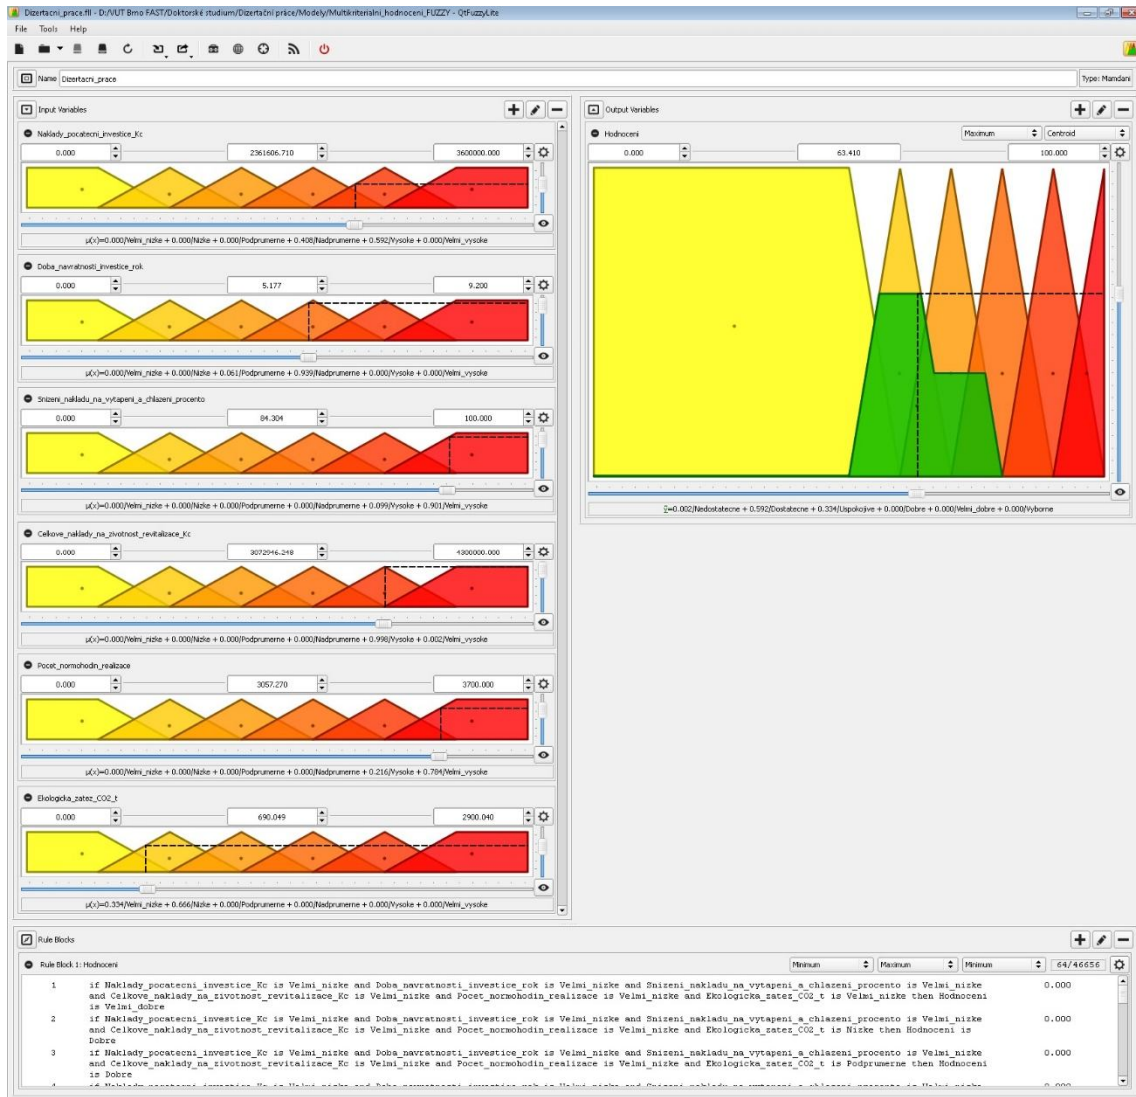 Dizertacni_prace.fll - D:/VUT Brno FAST/Doktorské studium/Dizertační práce/Modely/Multikriterialni_hodnoceni_FUZZY - QtFuzzyLite
File Tools Help
Name Dizertacni_prace Type: Mamdani
Input Variables
Naklady_pocatecni_investice_Kc
0.000 2361606.710 3600000.000
μ(x)=0.000/Velmi_nizke + 0.000/Nizke + 0.000/Podprumerne + 0.408/Nadprumerne + 0.592/Vysoke + 0.000/Velmi_vysoke
Doba_navratnosti_investice_rok
0.000 5.177 9.200
μ(x)=0.000/Velmi_nizke + 0.000/Nizke + 0.061/Podprumerne + 0.939/Nadprumerne + 0.000/Vysoke + 0.000/Velmi_vysoke
Snizeni_nakladu_na_vytapeni_a_chlazeni_procento
0.000 84.304 100.000
μ(x)=0.000/Velmi_nizke + 0.000/Nizke + 0.000/Podprumerne + 0.000/Nadprumerne + 0.099/Vysoke + 0.901/Velmi_vysoke
Celkove_naklady_na_zivotnost_revitalizace_Kc
0.000 3072946.248 4300000.000
μ(x)=0.000/Velmi_nizke + 0.000/Nizke + 0.000/Podprumerne + 0.000/Nadprumerne + 0.998/Vysoke + 0.002/Velmi_vysoke
Pocet_normohodin_realizace
0.000 3057.270 3700.000
μ(x)=0.000/Velmi_nizke + 0.000/Nizke + 0.000/Podprumerne + 0.000/Nadprumerne + 0.216/Vysoke + 0.784/Velmi_vysoke
Ekologicka_zatez_CO2_t
0.000 690.049 2900.040
μ(x)=0.334/Velmi_nizke + 0.666/Nizke + 0.000/Podprumerne + 0.000/Nadprumerne + 0.000/Vysoke + 0.000/Velmi_vysoke
Output Variables
Hodnoceni Maximum Centroid
0.000 63.410 100.000
ỹ=0.002/Nedostatecne + 0.592/Dostatecne + 0.334/Uspokojive + 0.000/Dobre + 0.000/Velmi_dobre + 0.000/Vyborne
Rule Blocks
Rule Block 1: Hodnoceni Minimum Maximum Minimum 64/46656
1 if Naklady_pocatecni_investice_Kc is Velmi_nizke and Doba_navratnosti_investice_rok is Velmi_nizke and Snizeni_nakladu_na_vytapeni_a_chlazeni_procento is Velmi_nizke 0.000
and Celkove_naklady_na_zivotnost_revitalizace_Kc is Velmi_nizke and Pocet_normohodin_realizace is Velmi_nizke and Ekologicka_zatez_CO2_t is Velmi_nizke then Hodnoceni
is Velmi_dobre
2 if Naklady_pocatecni_investice_Kc is Velmi_nizke and Doba_navratnosti_investice_rok is Velmi_nizke and Snizeni_nakladu_na_vytapeni_a_chlazeni_procento is Velmi_nizke 0.000
and Celkove_naklady_na_zivotnost_revitalizace_Kc is Velmi_nizke and Pocet_normohodin_realizace is Velmi_nizke and Ekologicka_zatez_CO2_t is Nizke then Hodnoceni is
Dobre
3 if Naklady_pocatecni_investice_Kc is Velmi_nizke and Doba_navratnosti_investice_rok is Velmi_nizke and Snizeni_nakladu_na_vytapeni_a_chlazeni_procento is Velmi_nizke 0.000
and Celkove_naklady_na_zivotnost_revitalizace_Kc is Velmi_nizke and Pocet_normohodin_realizace is Velmi_nizke and Ekologicka_zatez_CO2_t is Podprumerne then Hodnoceni
is Dobre